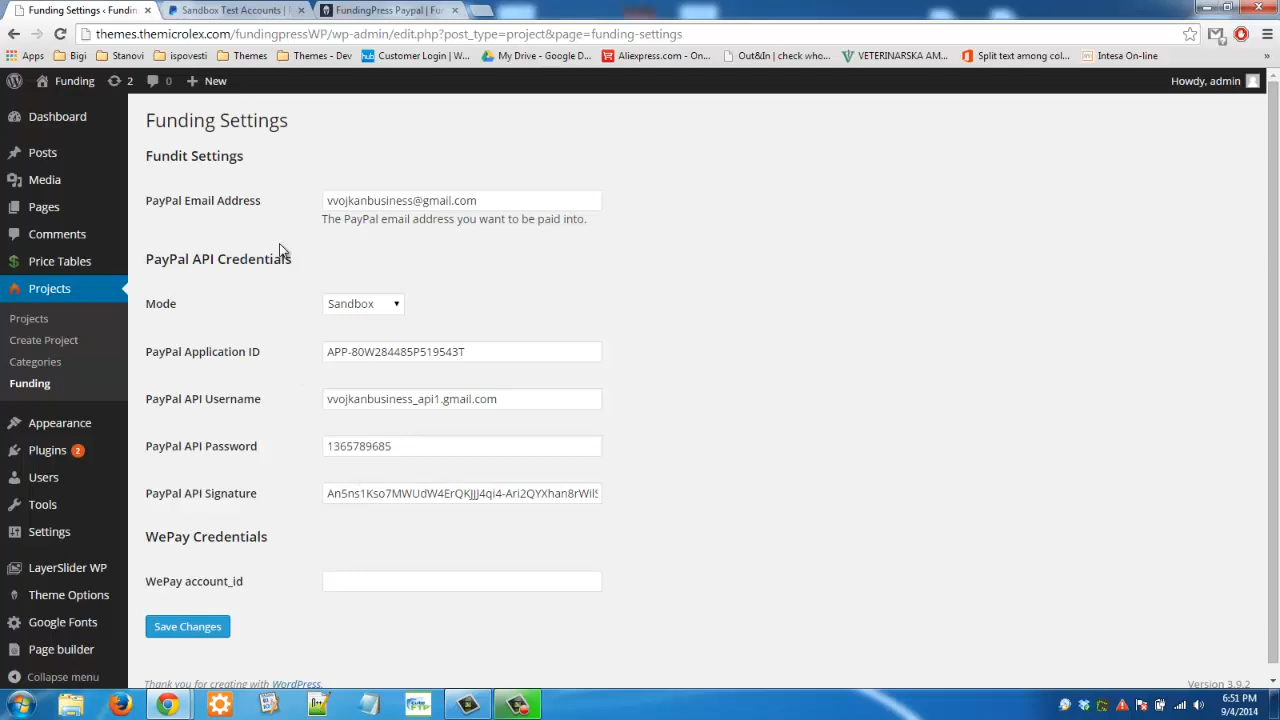 Funding Settings ‹ Fundin
Sandbox Test Accounts |
FundingPress Paypal | Fun
themes.themicrolex.com/fundingpressWP/wp-admin/edit.php?post_type=project&page=funding-settings
Apps Bigi Stanovi ispovesti Themes Themes - Dev Customer Login | W... My Drive - Google D... Aliexpress.com - On... Out&In | check who... VETERINARSKA AM... Split text among col... Intesa On-line »
Funding 2 0 + New Howdy, admin
Dashboard
Posts
Media
Pages
Comments
Price Tables
Projects
Projects
Create Project
Categories
Funding
Appearance
Plugins 2
Users
Tools
Settings
LayerSlider WP
Theme Options
Google Fonts
Page builder
Collapse menu
Funding Settings
Fundit Settings
PayPal Email Address vvojkanbusiness@gmail.com
The PayPal email address you want to be paid into.
PayPal API Credentials
Mode Sandbox
PayPal Application ID APP-80W284485P519543T
PayPal API Username vvojkanbusiness_api1.gmail.com
PayPal API Password 1365789685
PayPal API Signature
WePay Credentials
WePay account_id
Save Changes
Thank you for creating with WordPress. Version 3.9.2
6:51 PM
9/4/2014